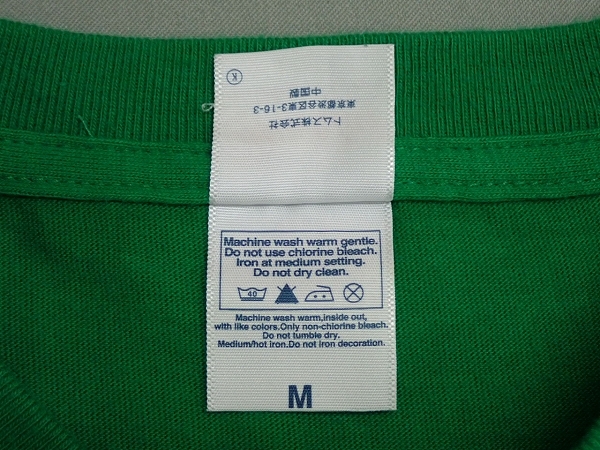 トムス株式会社
東京都渋谷区東3-16-3
中国製
K
Machine wash warm gentle.
Do not use chlorine bleach.
Iron at medium setting.
Do not dry clean.
40
Machine wash warm,inside out,
with like colors.Only non-chlorine bleach.
Do not tumble dry.
Medium/hot iron.Do not iron decoration.
M